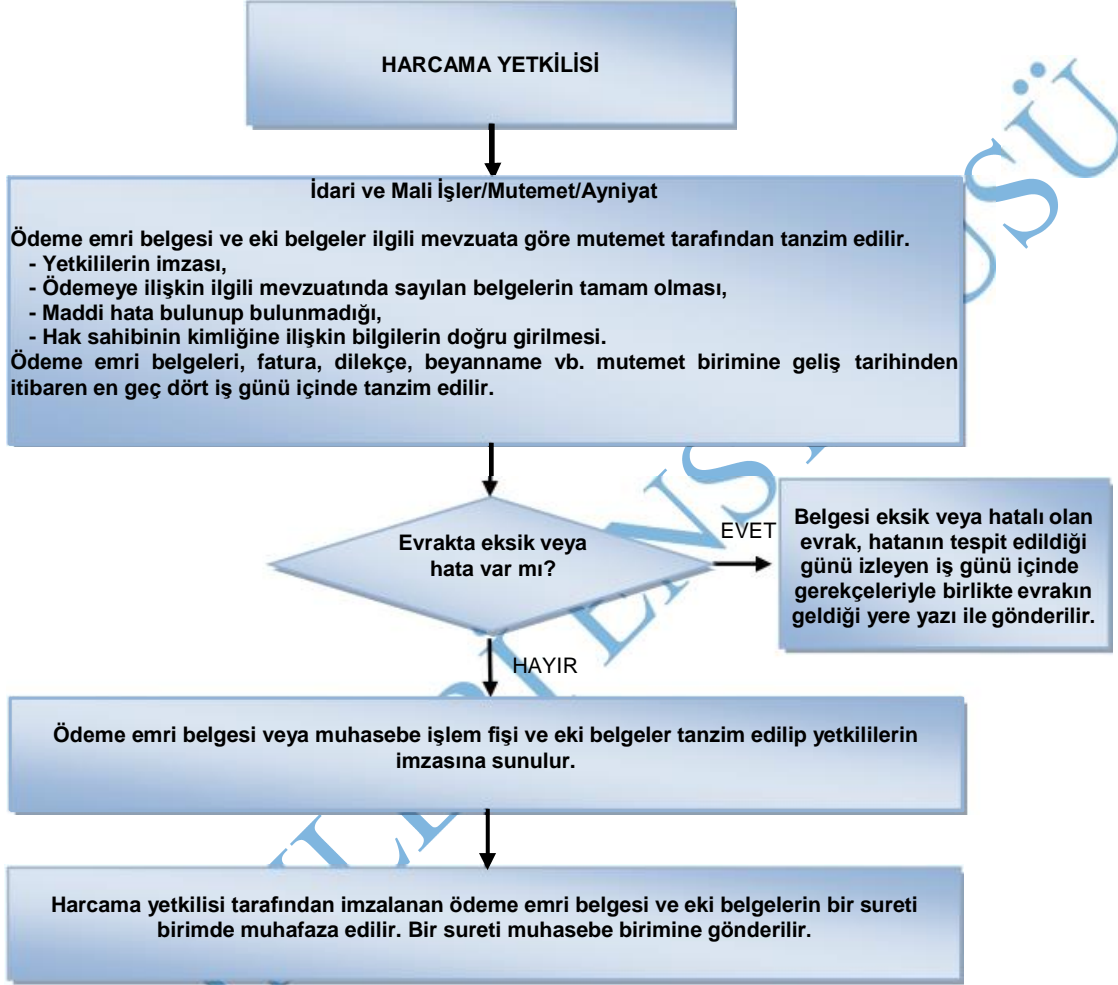 HARCAMA YETKİLİSİ
İdari ve Mali İşler/Mutemet/Ayniyat
Ödeme emri belgesi ve eki belgeler ilgili mevzuata göre mutemet tarafından tanzim edilir.
- Yetkililerin imzası,
- Ödemeye ilişkin ilgili mevzuatında sayılan belgelerin tamam olması,
- Maddi hata bulunup bulunmadığı,
- Hak sahibinin kimliğine ilişkin bilgilerin doğru girilmesi.
Ödeme emri belgeleri, fatura, dilekçe, beyanname vb. mutemet birimine geliş tarihinden
itibaren en geç dört iş günü içinde tanzim edilir.
Evrakta eksik veya
hata var mı?
EVET
Belgesi eksik veya hatalı olan
evrak, hatanın tespit edildiği
günü izleyen iş günü içinde
gerekçeleriyle birlikte evrakın
geldiği yere yazı ile gönderilir.
HAYIR
Ödeme emri belgesi veya muhasebe işlem fişi ve eki belgeler tanzim edilip yetkililerin
imzasına sunulur.
Harcama yetkilisi tarafından imzalanan ödeme emri belgesi ve eki belgelerin bir sureti
birimde muhafaza edilir. Bir sureti muhasebe birimine gönderilir.